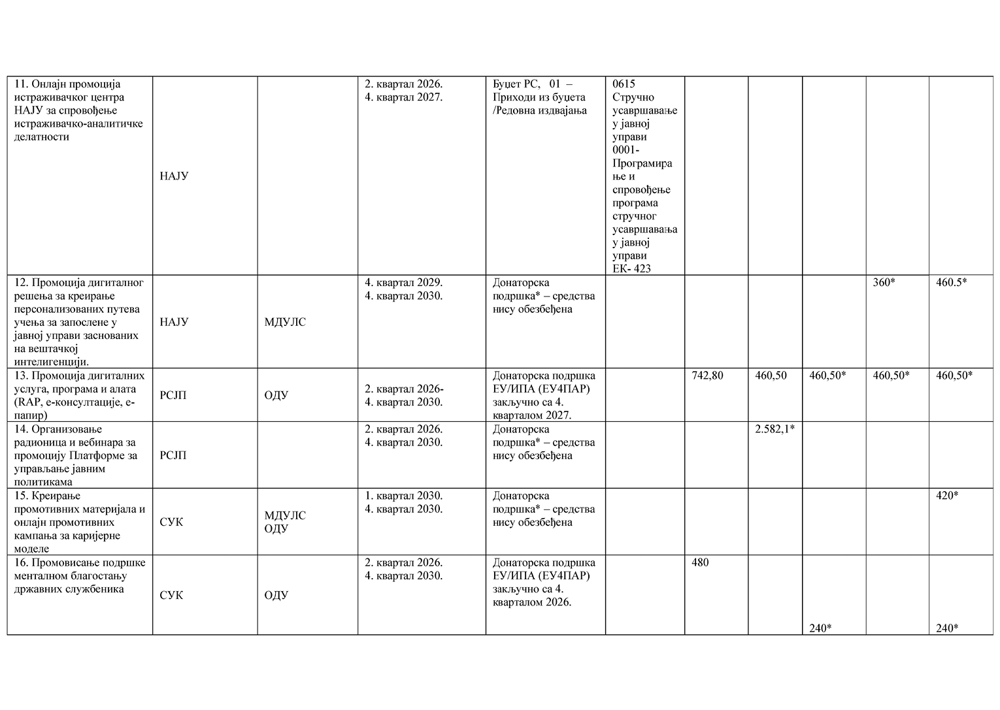 11. Онлајн промоција
истраживачког центра
НАЈУ за спровођење
истраживачко-аналитичке
делатности
НАЈУ
2. квартал 2026.
4. квартал 2027.
Буџет РС, 01 –
Приходи из буџета
/Редовна издвајања
0615
Стручно
усавршавање
у јавној
управи
0001-
Програмира
ње и
спровођење
програма
стручног
усавршавања
у јавној
управи
ЕК- 423
12. Промоција дигиталног
решења за креирање
персонализованих путева
учења за запослене у
јавној управи заснованих
на вештачкој
интелигенцији.
НАЈУ
МДУЛС
4. квартал 2029.
4. квартал 2030.
Донаторска
подршка* – средства
нису обезбеђена
360*
460.5*
13. Промоција дигиталних
услуга, програма и алата
(RAP, е-консултације, е-
папир)
РСЈП
ОДУ
2. квартал 2026-
4. квартал 2030.
Донаторска подршка
ЕУ/ИПА (ЕУ4ПАР)
закључно са 4.
кварталом 2027.
742,80
460,50
460,50*
460,50*
460,50*
14. Организовање
радионица и вебинара за
промоцију Платформе за
управљање јавним
политикама
РСЈП
2. квартал 2026.
4. квартал 2030.
Донаторска
подршка* – средства
нису обезбеђена
2.582,1*
15. Креирање
промотивних материјала и
онлајн промотивних
кампања за каријерне
моделе
СУК
МДУЛС
ОДУ
1. квартал 2030.
4. квартал 2030.
Донаторска
подршка* – средства
нису обезбеђена
420*
16. Промовисање подршке
менталном благостању
државних службеника
СУК
ОДУ
2. квартал 2026.
4. квартал 2030.
Донаторска подршка
ЕУ/ИПА (ЕУ4ПАР)
закључно са 4.
кварталом 2026.
480
240*
240*